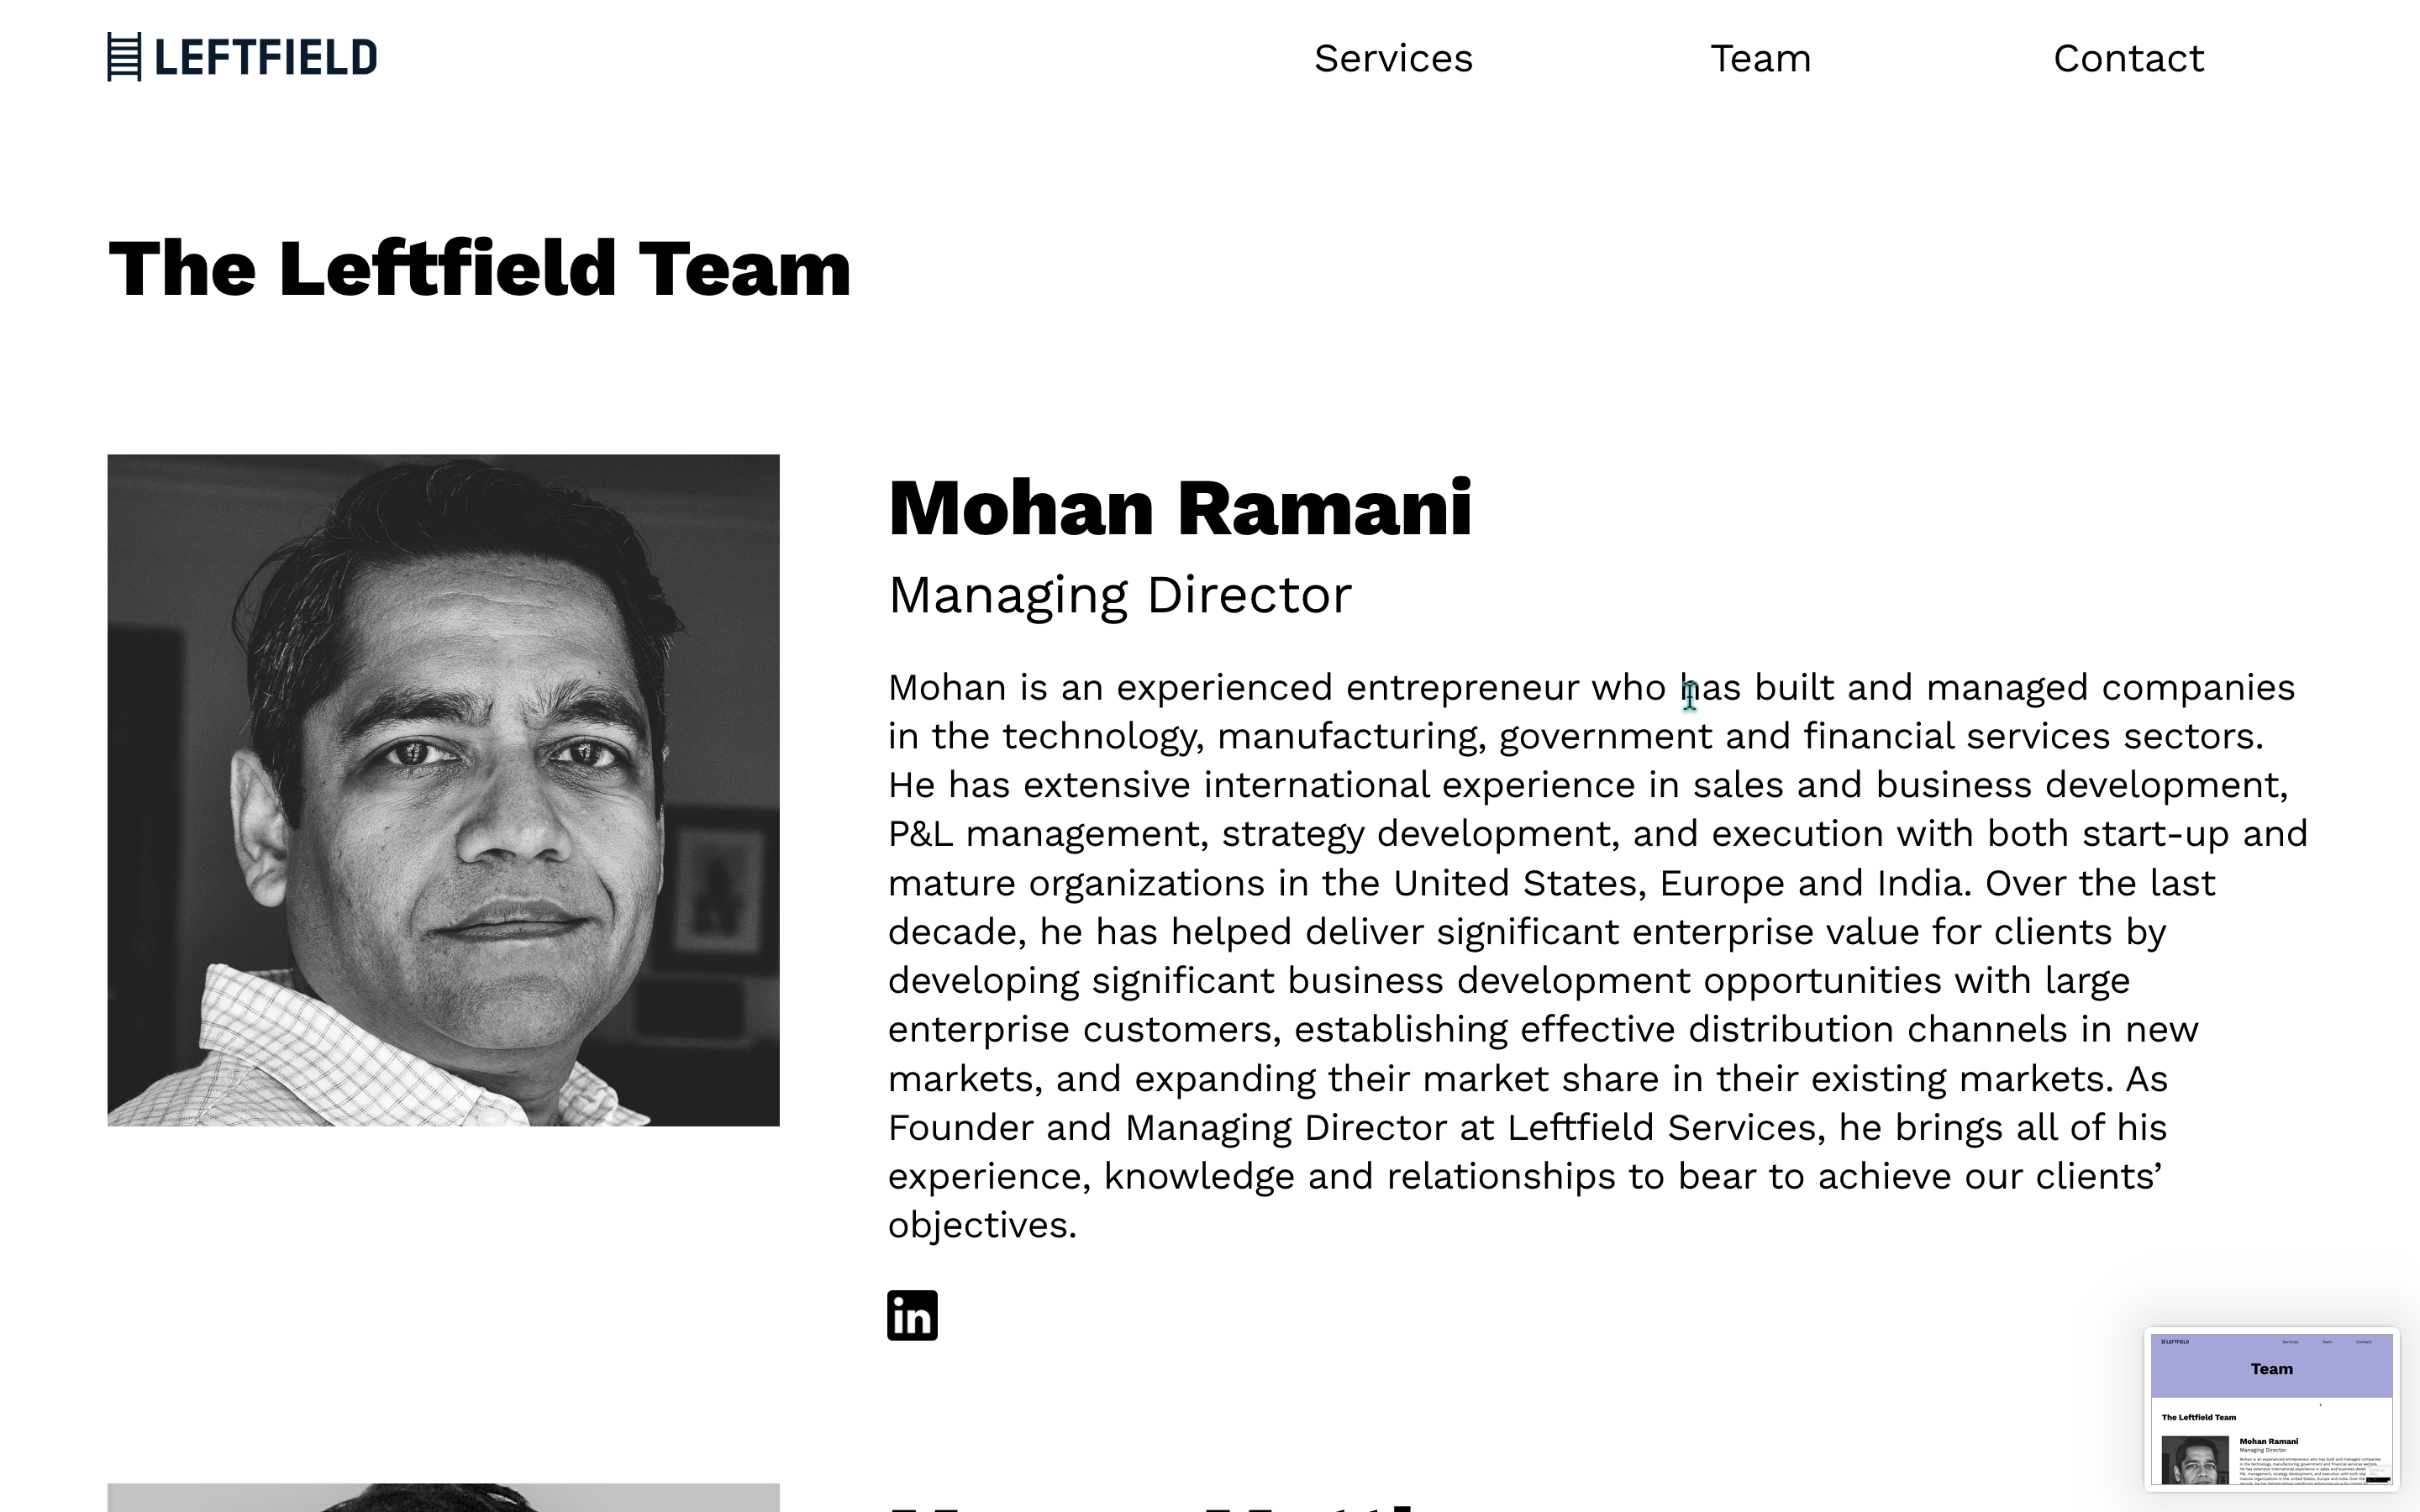 LEFTFIELD
Services Team Contact
The Leftfield Team
Mohan Ramani
Managing Director
Mohan is an experienced entrepreneur who has built and managed companies
in the technology, manufacturing, government and financial services sectors.
He has extensive international experience in sales and business development,
P&L management, strategy development, and execution with both start-up and
mature organizations in the United States, Europe and India. Over the last
decade, he has helped deliver significant enterprise value for clients by
developing significant business development opportunities with large
enterprise customers, establishing effective distribution channels in new
markets, and expanding their market share in their existing markets. As
Founder and Managing Director at Leftfield Services, he brings all of his
experience, knowledge and relationships to bear to achieve our clients’
objectives.
in
LEFTFIELD Services Team Contact
Team
The Leftfield Team
Mohan Ramani
Managing Director